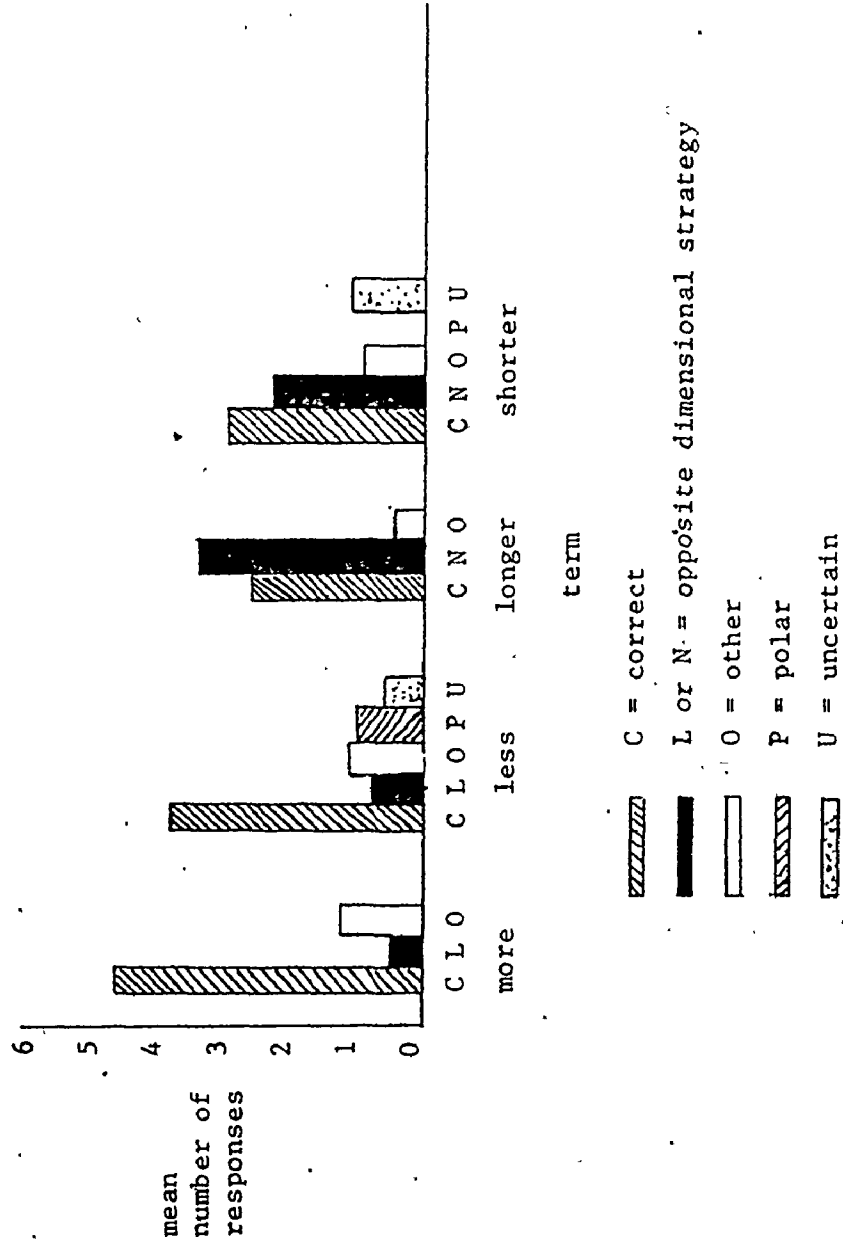 mean
number of
responses
6
5
4
3
2
1
0
C L O
C L O P U
C N O
C N O P U
more
less
longer
shorter
term
C = correct
L or N = opposite dimensional strategy
O = other
P = polar
U = uncertain